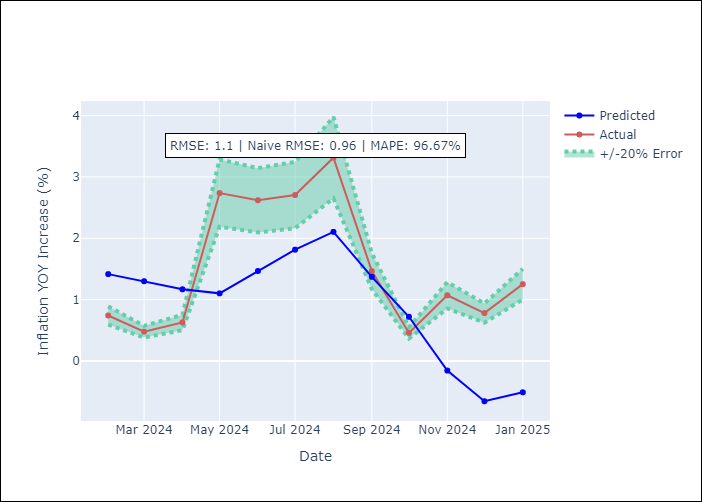 RMSE: 1.1 | Naive RMSE: 0.96 | MAPE: 96.67%
Predicted
Actual
+/-20% Error
4
3
2
1
0
Inflation YOY Increase (%)
Mar 2024 May 2024 Jul 2024 Sep 2024 Nov 2024 Jan 2025
Date